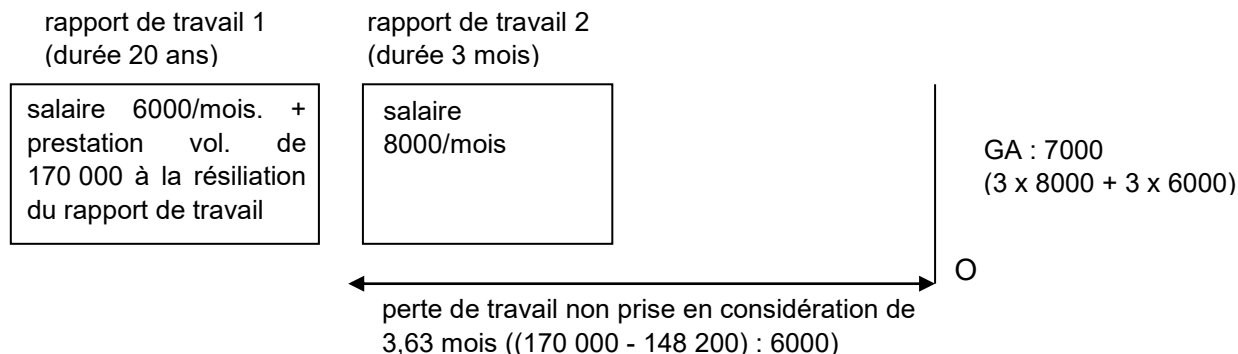 rapport de travail 1
(durée 20 ans)
rapport de travail 2
(durée 3 mois)
salaire 6000/mois. +
prestation vol. de
170 000 à la résiliation
du rapport de travail
salaire
8000/mois
GA : 7000
(3 x 8000 + 3 x 6000)
O
perte de travail non prise en considération de
3,63 mois ((170 000 - 148 200) : 6000)